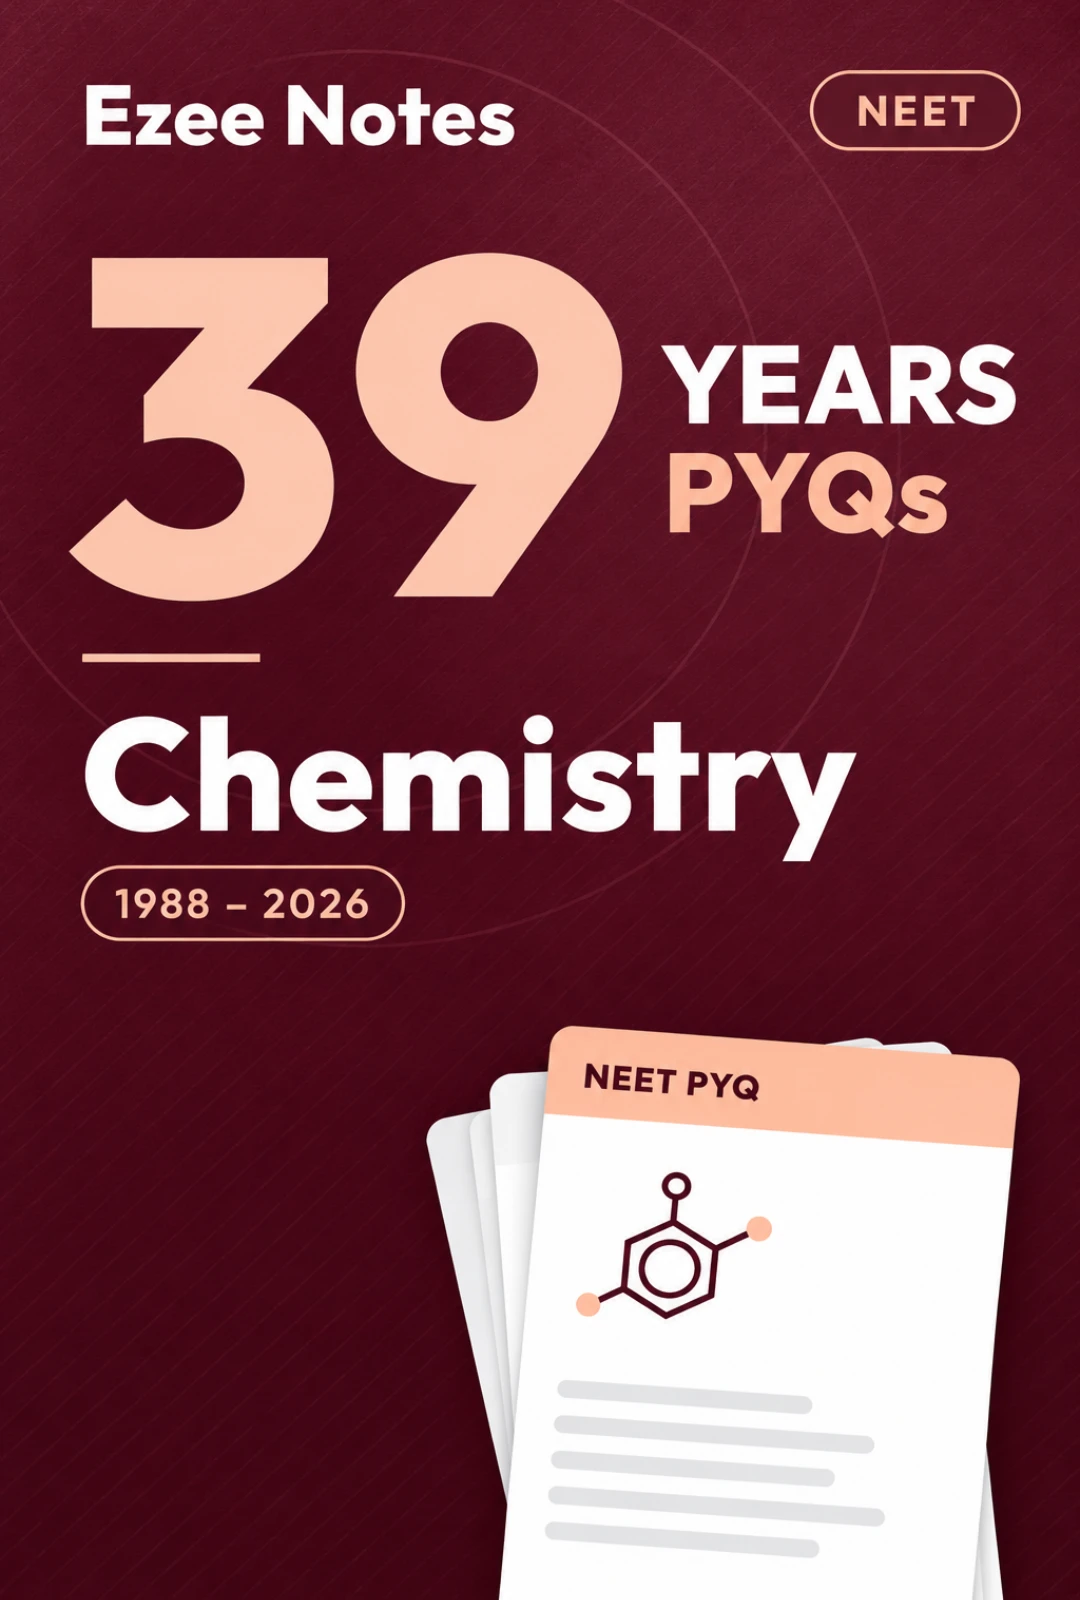 Ezee Notes
NEET
39
YEARS
PYQs
Chemistry
1988 – 2026
NEET PYQ